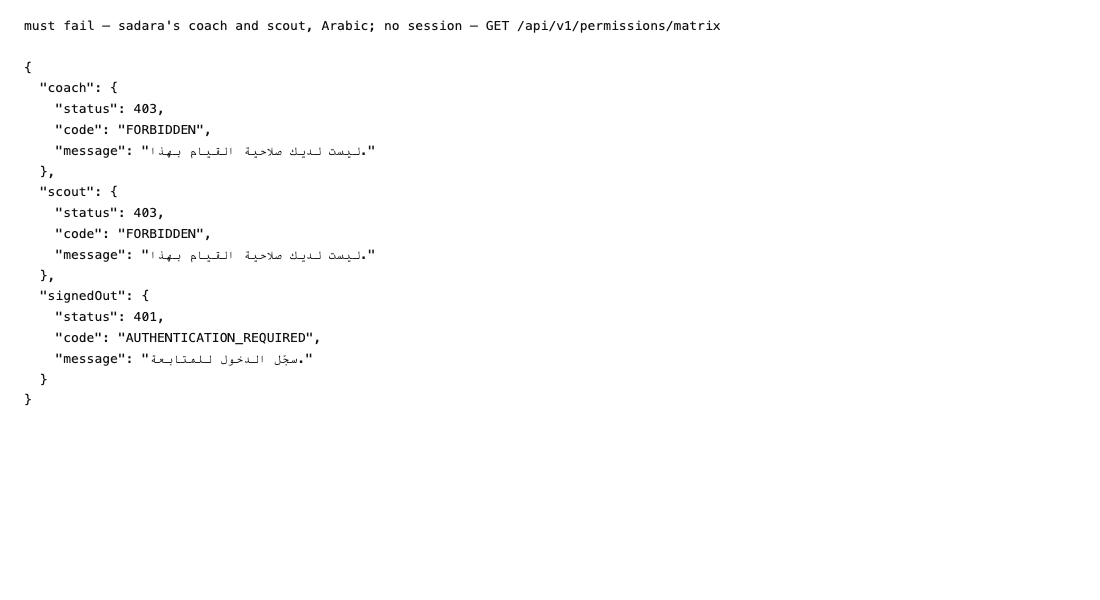 must fail — sadara's coach and scout, Arabic; no session — GET /api/v1/permissions/matrix
{
"coach": {
"status": 403,
"code": "FORBIDDEN",
"message": "ليست لديك صلاحية القيام بهذا."
},
"scout": {
"status": 403,
"code": "FORBIDDEN",
"message": "ليست لديك صلاحية القيام بهذا."
},
"signedOut": {
"status": 401,
"code": "AUTHENTICATION_REQUIRED",
"message": "سجّل الدخول للمتابعة."
}
}